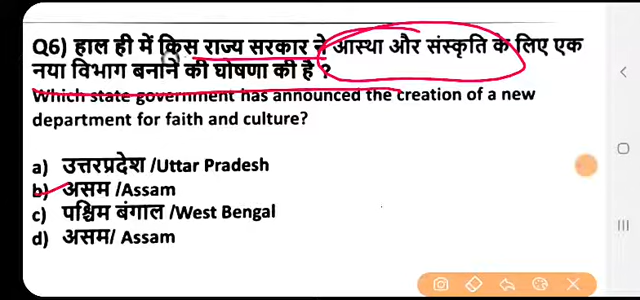 Q6) हाल ही में किस राज्य सरकार ने आस्था और संस्कृति के लिए एक
नया विभाग बनाने की घोषणा की है ?
Which state government has announced the creation of a new
department for faith and culture?
a) उत्तरप्रदेश /Uttar Pradesh
b) असम /Assam
c) पश्चिम बंगाल /West Bengal
d) असम/ Assam